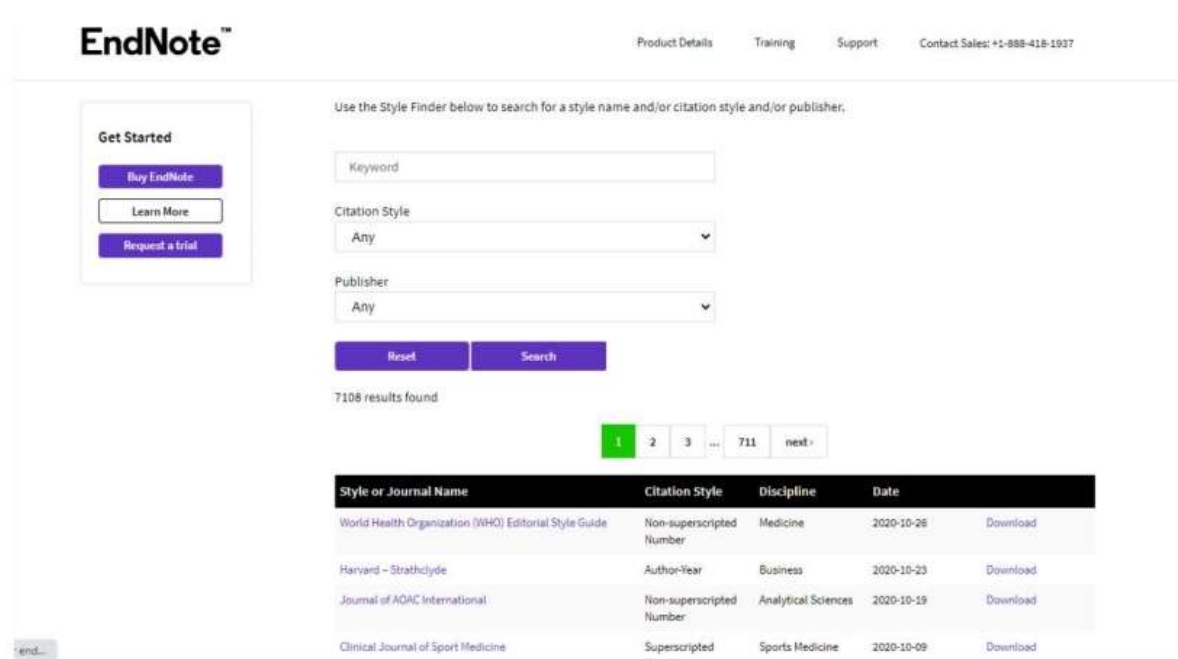 EndNote™
Product Details Training Support Contact Sales: +1-888-418-1937
Use the Style Finder below to search for a style name and/or citation style and/or publisher.
Get Started
Buy EndNote
Learn More
Request a trial
Keyword
Citation Style
Any
Publisher
Any
Reset Search
7108 results found
1 2 3 ... 711 next ›
Style or Journal Name Citation Style Discipline Date
World Health Organization (WHO) Editorial Style Guide Non-superscripted Medicine 2020-10-26 Download
Number
Harvard – Strathclyde Author-Year Business 2020-10-23 Download
Journal of AOAC International Non-superscripted Analytical Sciences 2020-10-19 Download
Number
Clinical Journal of Sport Medicine Superscripted Sports Medicine 2020-10-09 Download
end...